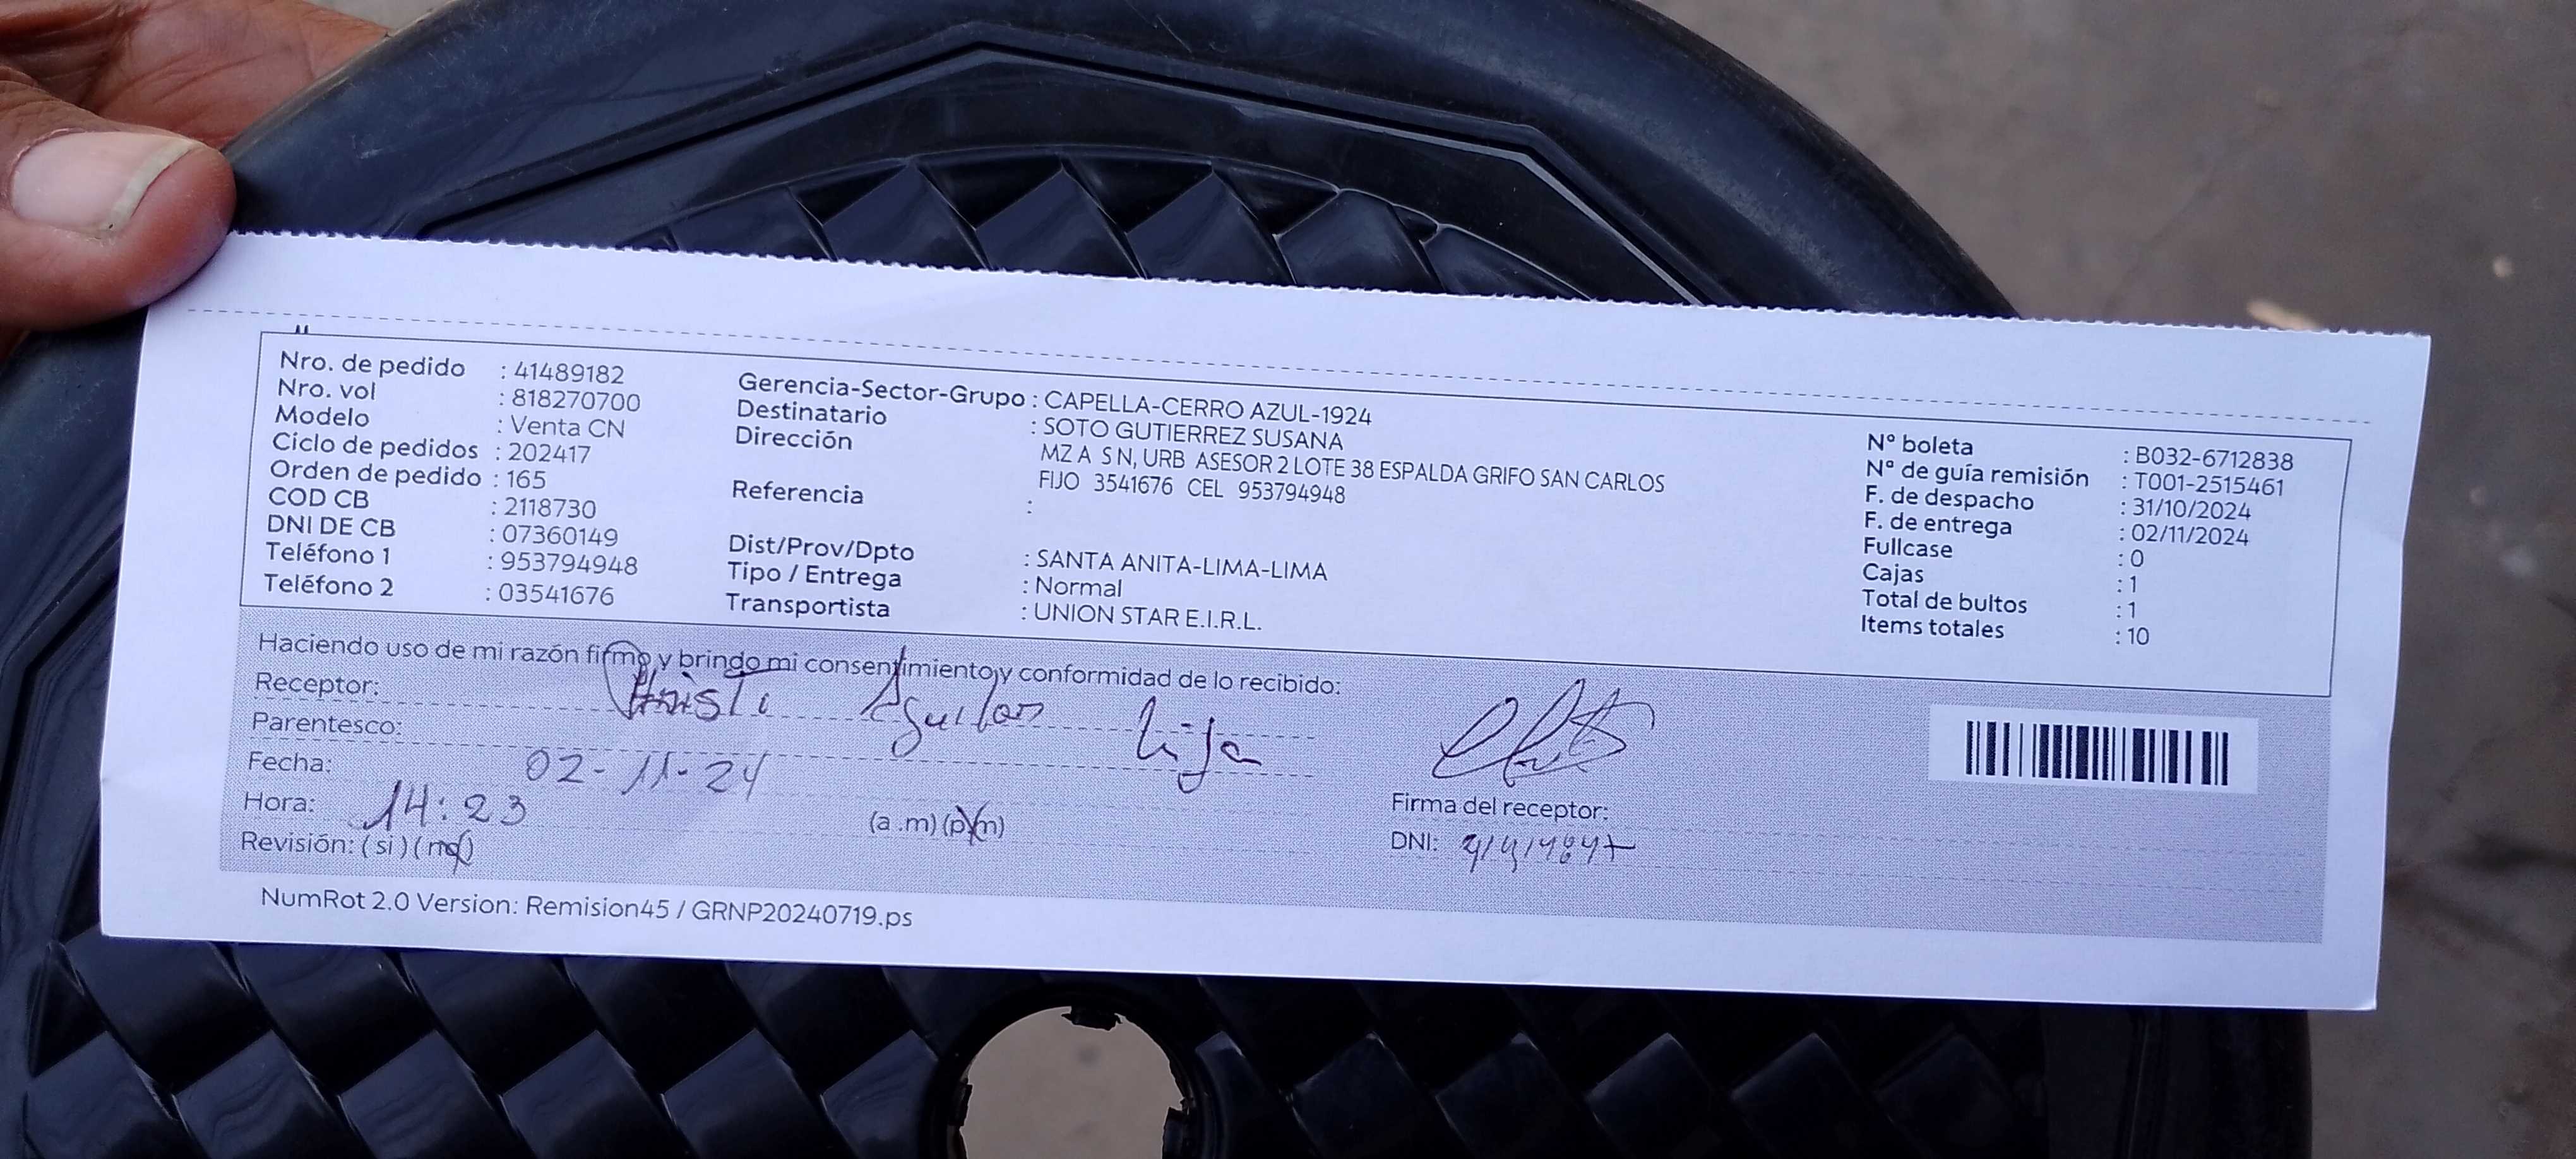 Nro. de pedido : 41489182
Nro. vol : 818270700
Modelo : Venta CN
Ciclo de pedidos : 202417
Orden de pedido : 165
COD CB : 2118730
DNI DE CB : 07360149
Teléfono 1 : 953794948
Teléfono 2 : 03541676
Gerencia-Sector-Grupo : CAPELLA-CERRO AZUL-1924
Destinatario : SOTO GUTIERREZ SUSANA
Dirección MZ A S N, URB ASESOR 2 LOTE 38 ESPALDA GRIFO SAN CARLOS
FIJO 3541676 CEL 953794948
Referencia :
Dist/Prov/Dpto : SANTA ANITA-LIMA-LIMA
Tipo / Entrega : Normal
Transportista : UNION STAR E.I.R.L.
N° boleta : B032-6712838
N° de guía remisión : T001-2515461
F. de despacho : 31/10/2024
F. de entrega : 02/11/2024
Fullcase : 0
Cajas : 1
Total de bultos : 1
Items totales : 10
Haciendo uso de mi razón firmo y brindo mi consentimiento y conformidad de lo recibido:
Receptor: Aguilar
Parentesco: hija
Fecha: 02-11-24
Hora: 14:23 (a .m) (p.m)
Revisión: ( si ) ( no )
Firma del receptor:
DNI:
NumRot 2.0 Version: Remision45 / GRNP20240719.ps